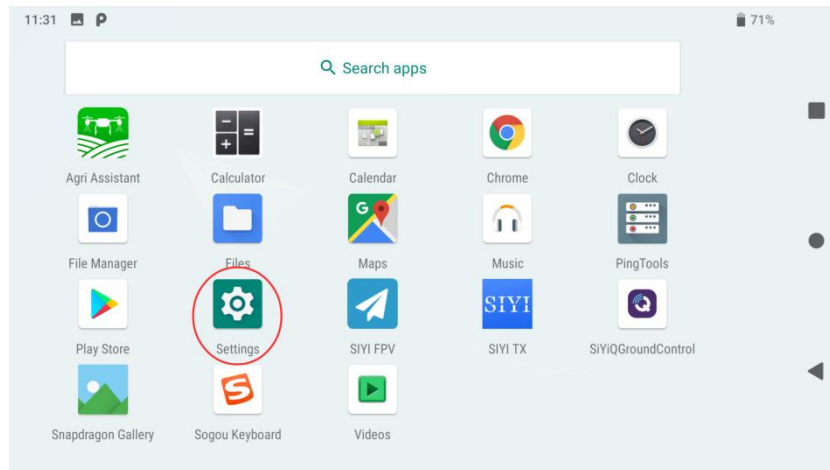 11:31 71%
Search apps
Agri Assistant Calculator Calendar Chrome Clock
G
File Manager Files Maps Music PingTools
SIYI
Play Store Settings SIYI FPV SIYI TX SiYiQGroundControl
Snapdragon Gallery Sogou Keyboard Videos